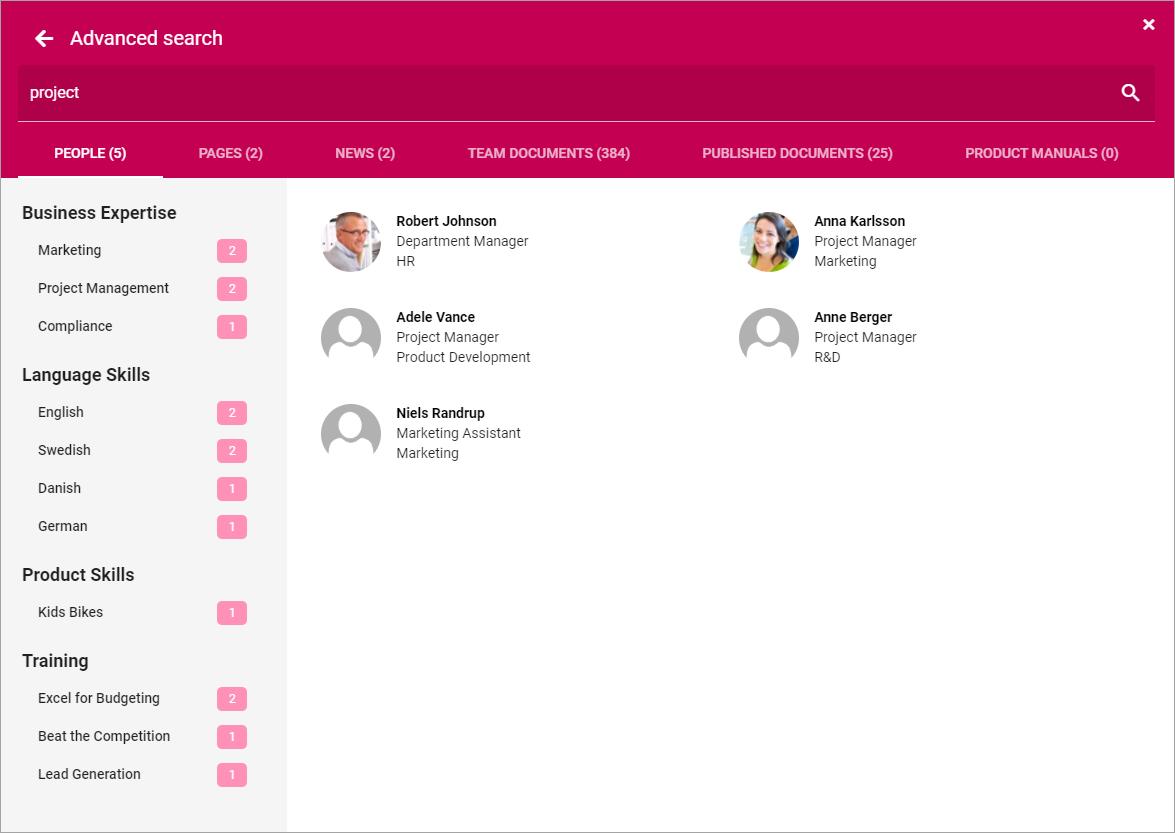 Advanced search
project
PEOPLE (5) PAGES (2) NEWS (2) TEAM DOCUMENTS (384) PUBLISHED DOCUMENTS (25) PRODUCT MANUALS (0)
Business Expertise
Marketing 2
Project Management 2
Compliance 1
Language Skills
English 2
Swedish 2
Danish 1
German 1
Product Skills
Kids Bikes 1
Training
Excel for Budgeting 2
Beat the Competition 1
Lead Generation 1
Robert Johnson
Department Manager
HR
Anna Karlsson
Project Manager
Marketing
Adele Vance
Project Manager
Product Development
Anne Berger
Project Manager
R&D
Niels Randrup
Marketing Assistant
Marketing